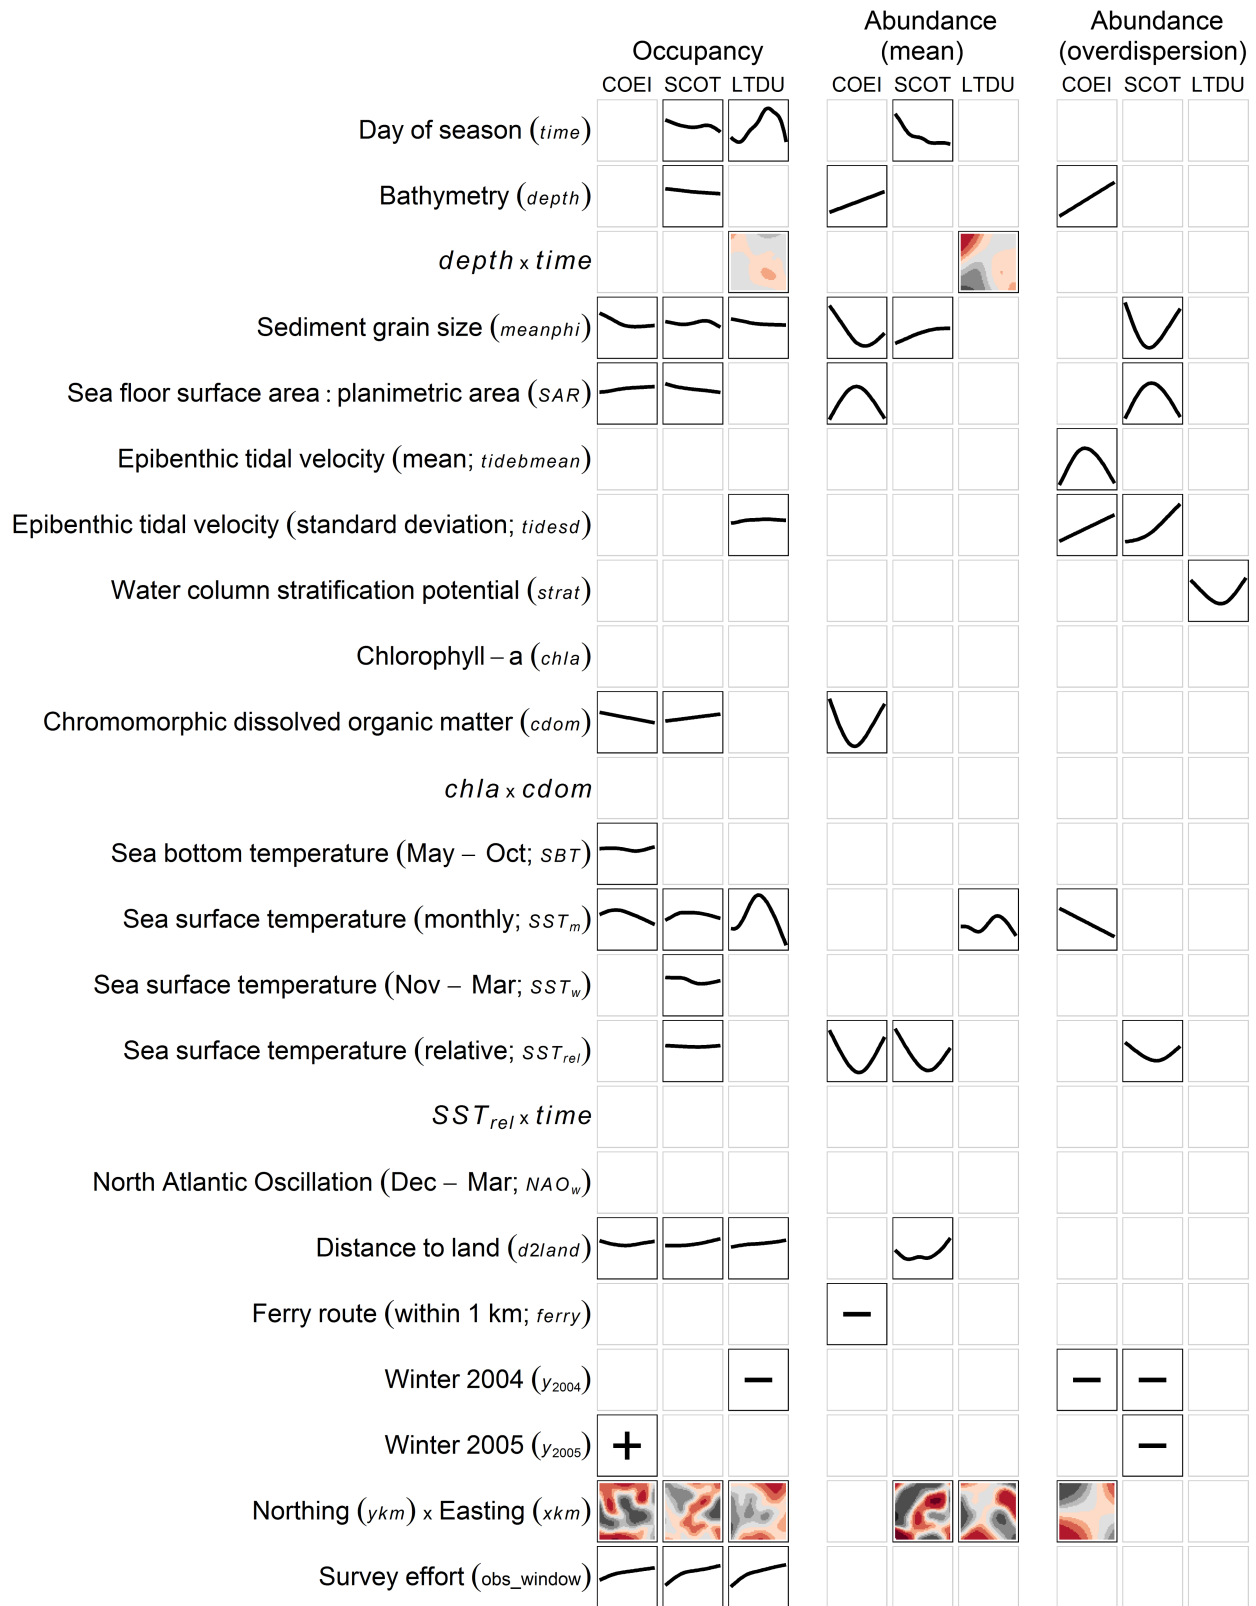 Occupancy
Abundance
(mean)
Abundance
(overdispersion)
COEI SCOT LTDU COEI SCOT LTDU COEI SCOT LTDU
Day of season (time)
Bathymetry (depth)
depth x time
Sediment grain size (meanphi)
Sea floor surface area : planimetric area (SAR)
Epibenthic tidal velocity (mean; tidebmean)
Epibenthic tidal velocity (standard deviation; tidesd)
Water column stratification potential (strat)
Chlorophyll – a (chla)
Chromomorphic dissolved organic matter (cdom)
chla x cdom
Sea bottom temperature (May – Oct; SBT)
Sea surface temperature (monthly; SSTm)
Sea surface temperature (Nov – Mar; SSTw)
Sea surface temperature (relative; SSTrel)
SSTrel x time
North Atlantic Oscillation (Dec – Mar; NAOw)
Distance to land (d2land)
Ferry route (within 1 km; ferry)
–
Winter 2004 (y2004)
– – –
Winter 2005 (y2005)
+ –
Northing (ykm) x Easting (xkm)
Survey effort (obs_window)